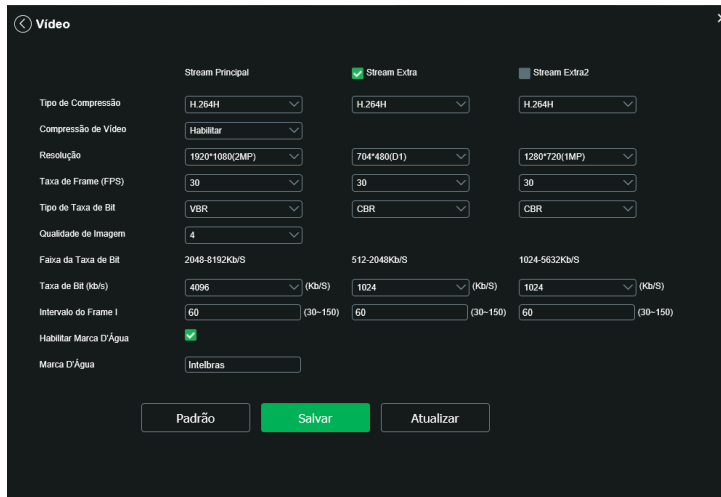 Vídeo
Stream Principal Stream Extra Stream Extra2
Tipo de Compressão H.264H H.264H H.264H
Compressão de Vídeo Habilitar
Resolução 1920*1080(2MP) 704*480(D1) 1280*720(1MP)
Taxa de Frame (FPS) 30 30 30
Tipo de Taxa de Bit VBR CBR CBR
Qualidade de Imagem 4
Faixa da Taxa de Bit 2048-8192Kb/S 512-2048Kb/S 1024-5632Kb/S
Taxa de Bit (kb/s) 4096 (Kb/S) 1024 (Kb/S) 1024 (Kb/S)
Intervalo do Frame I 60 (30~150) 60 (30~150) 60 (30~150)
Habilitar Marca D'Água
Marca D'Água Intelbras
Padrão Salvar Atualizar